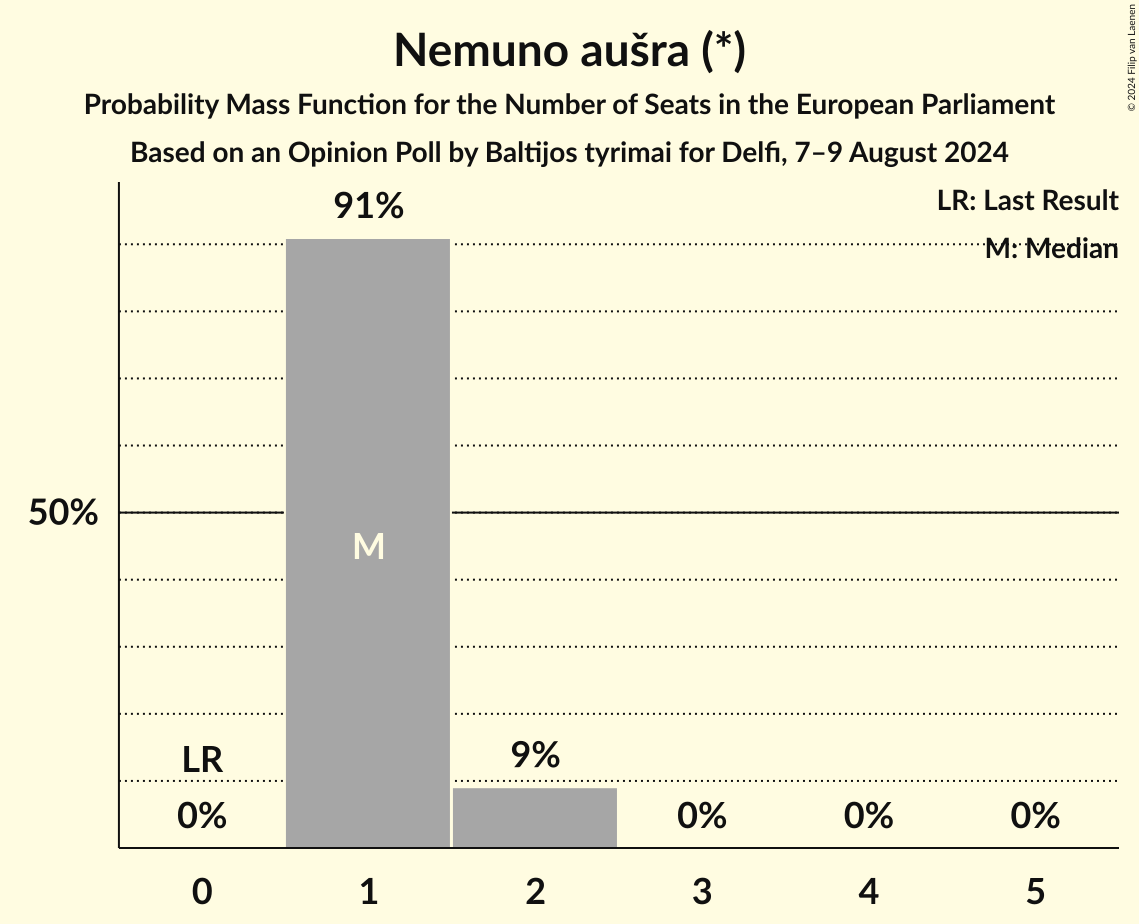 Nemuno aušra (*)
Probability Mass Function for the Number of Seats in the European Parliament
Based on an Opinion Poll by Baltijos tyrimai for Delfi, 7–9 August 2024
© 2024 Filip van Laenen
LR: Last Result
M: Median
91%
50%
M
LR
9%
0%
0%
0%
0%
0
1
2
3
4
5